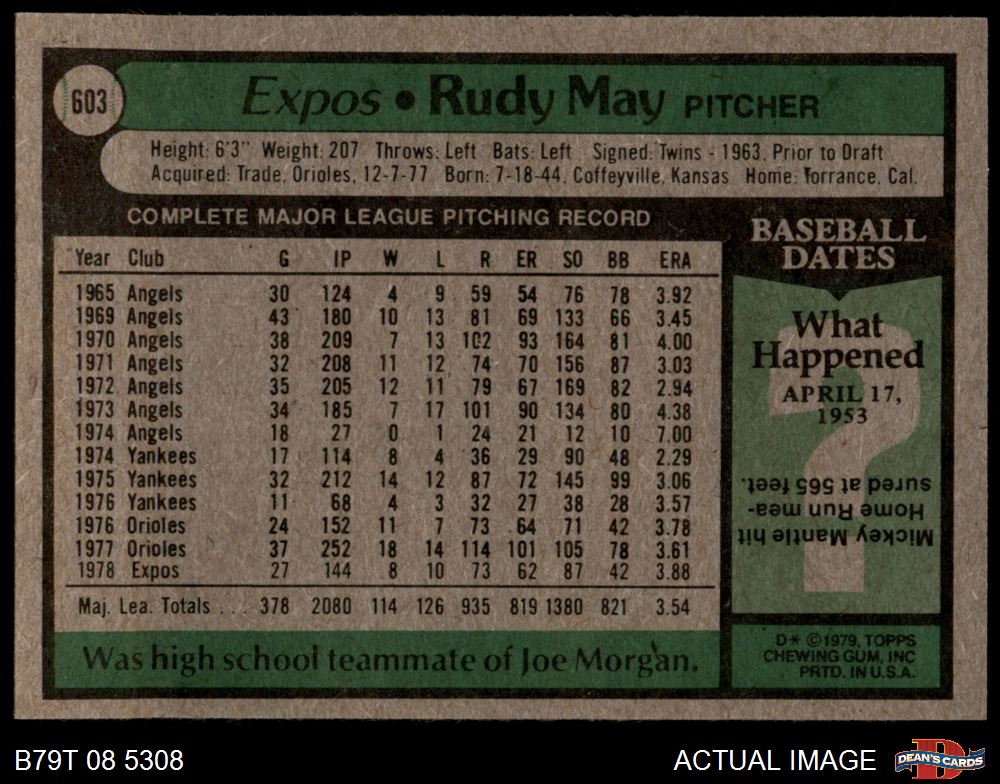 603
Expos • Rudy May PITCHER
Height: 6'3" Weight: 207 Throws: Left Bats: Left Signed: Twins - 1963, Prior to Draft
Acquired: Trade, Orioles, 12-7-77 Born: 7-18-44, Coffeyville, Kansas Home: Torrance, Cal.
COMPLETE MAJOR LEAGUE PITCHING RECORD
Year Club G IP W L R ER SO BB ERA
1965 Angels 30 124 4 9 59 54 76 78 3.92
1969 Angels 43 180 10 13 81 69 133 66 3.45
1970 Angels 38 209 7 13 102 93 164 81 4.00
1971 Angels 32 208 11 12 74 70 156 87 3.03
1972 Angels 35 205 12 11 79 67 169 82 2.94
1973 Angels 34 185 7 17 101 90 134 80 4.38
1974 Angels 18 27 0 1 24 21 12 10 7.00
1974 Yankees 17 114 8 4 36 29 90 48 2.29
1975 Yankees 32 212 14 12 87 72 145 99 3.06
1976 Yankees 11 68 4 3 32 27 38 28 3.57
1976 Orioles 24 152 11 7 73 64 71 42 3.78
1977 Orioles 37 252 18 14 114 101 105 78 3.61
1978 Expos 27 144 8 10 73 62 87 42 3.88
Maj. Lea. Totals . . . 378 2080 114 126 935 819 1380 821 3.54
Was high school teammate of Joe Morgan.
BASEBALL
DATES
What
Happened
APRIL 17,
1953
?
Mickey Mantle hit
Home Run mea-
sured at 565 feet.
D* ©1979, TOPPS
CHEWING GUM, INC
PRTD. IN U.S.A.
B79T 08 5308
ACTUAL IMAGE
D
DEAN'S CARDS